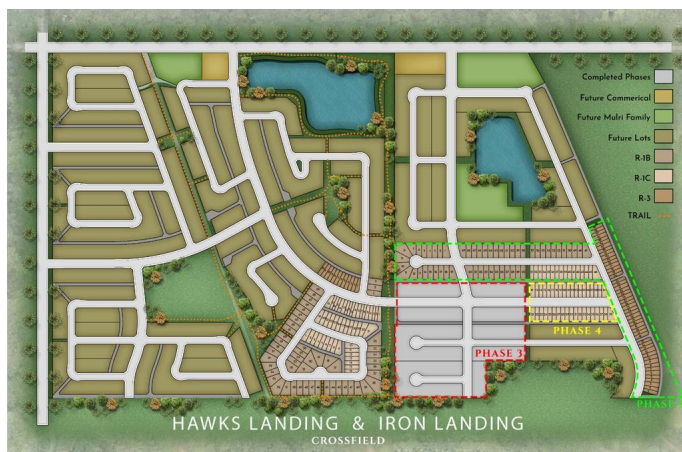 Completed Phases
Future Commerical
Future Mulri Family
Future Lots
R-1B
R-1C
R-3
TRAIL
PHASE 4
PHASE 3
PHASE
HAWKS LANDING & IRON LANDING
CROSSFIELD